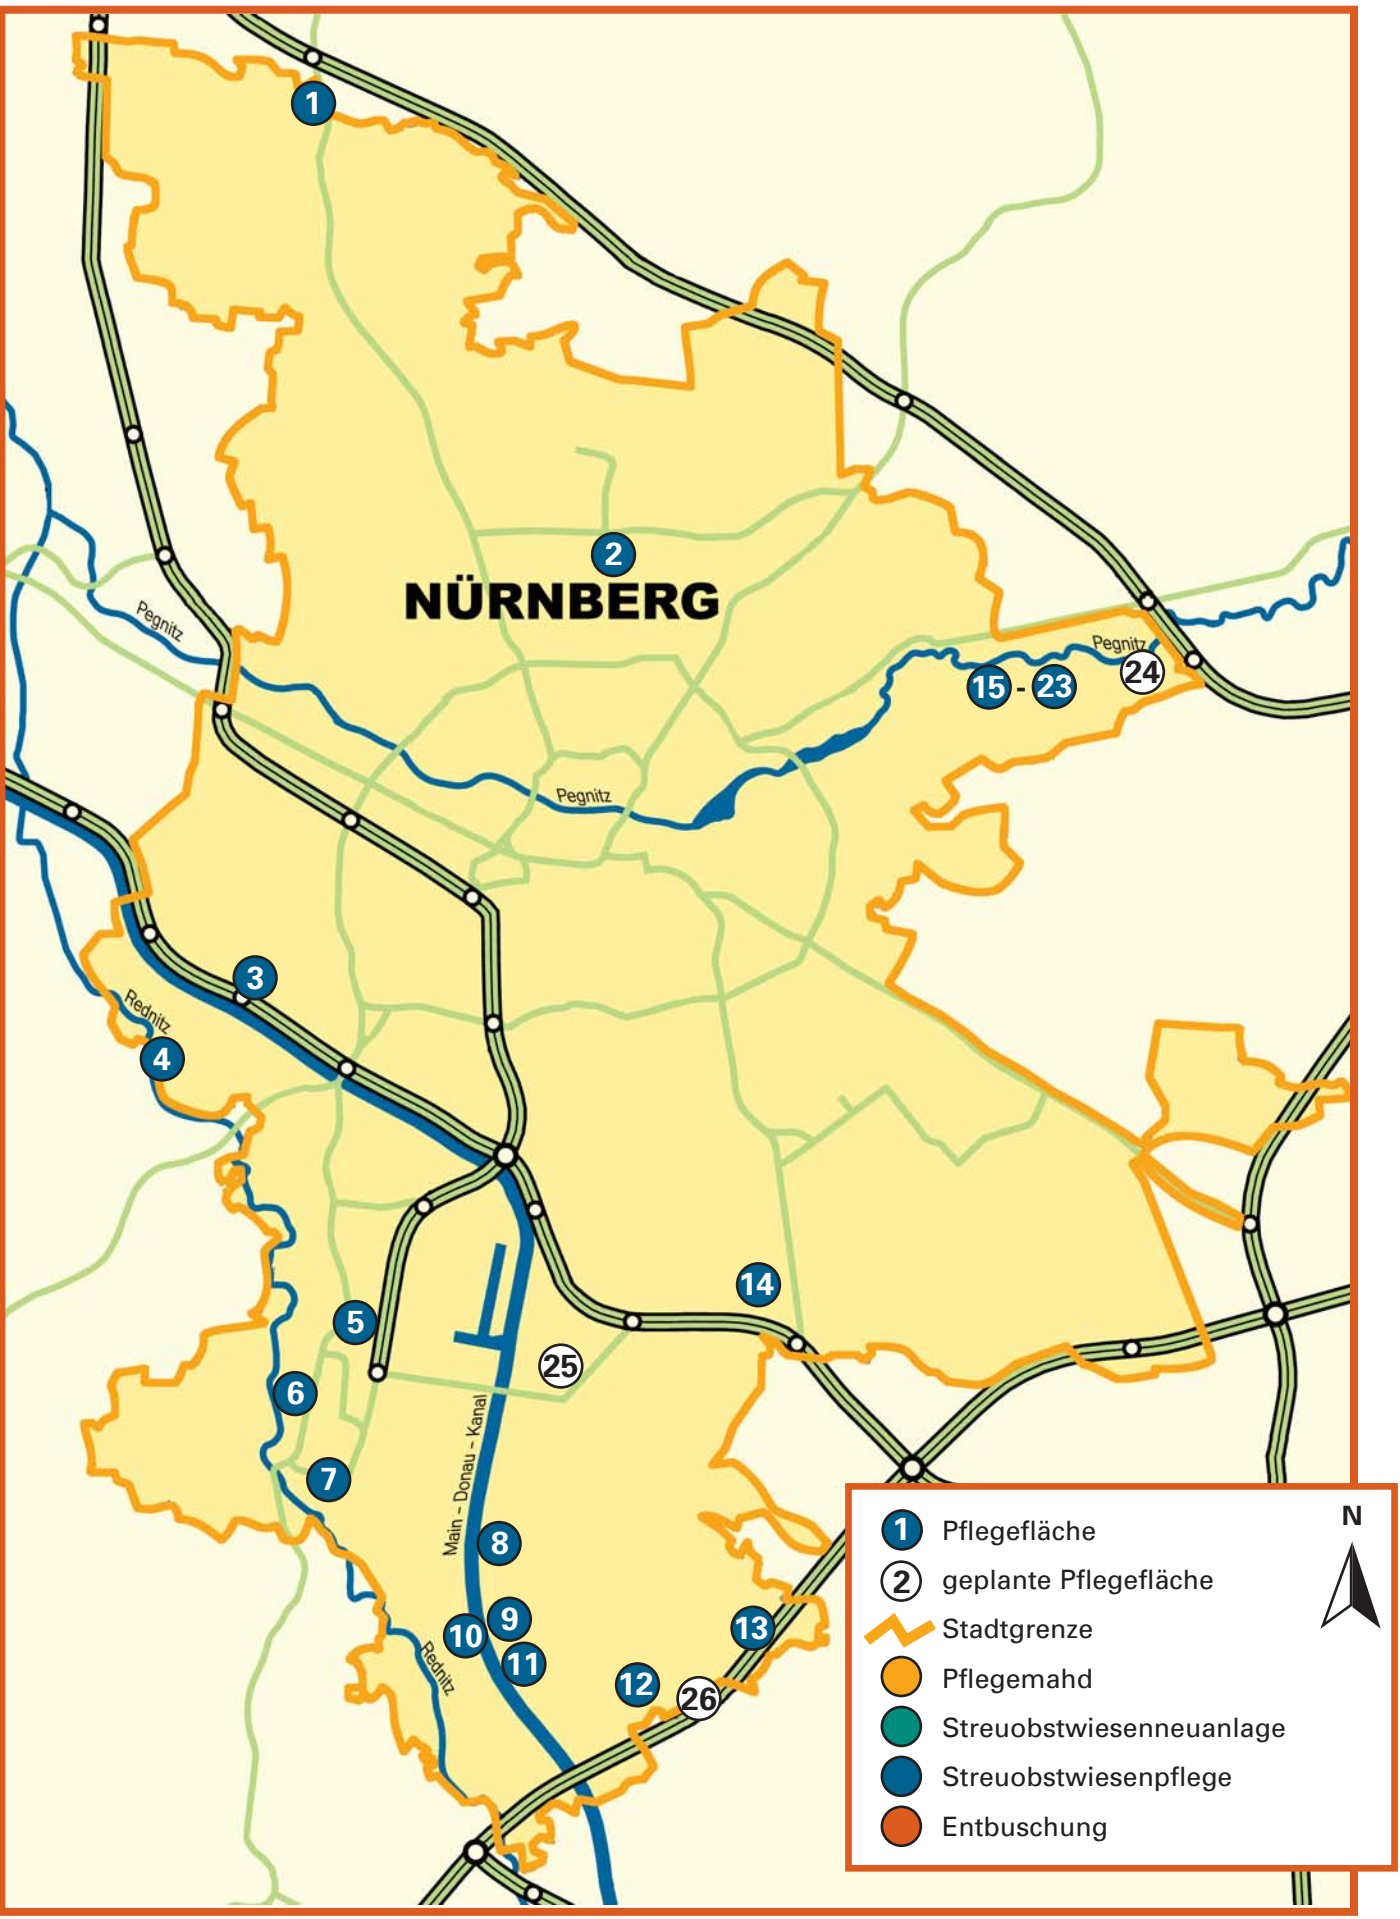 1
2
NÜRNBERG
Pegnitz
Pegnitz
24
15 - 23
Pegnitz
3
Rednitz
4
14
5
25
6
Main – Donau – Kanal
7
8
9
10
11
Rednitz
12
13
26
N
1 Pflegefläche
2 geplante Pflegefläche
Stadtgrenze
Pflegemahd
Streuobstwiesenneuanlage
Streuobstwiesenpflege
Entbuschung